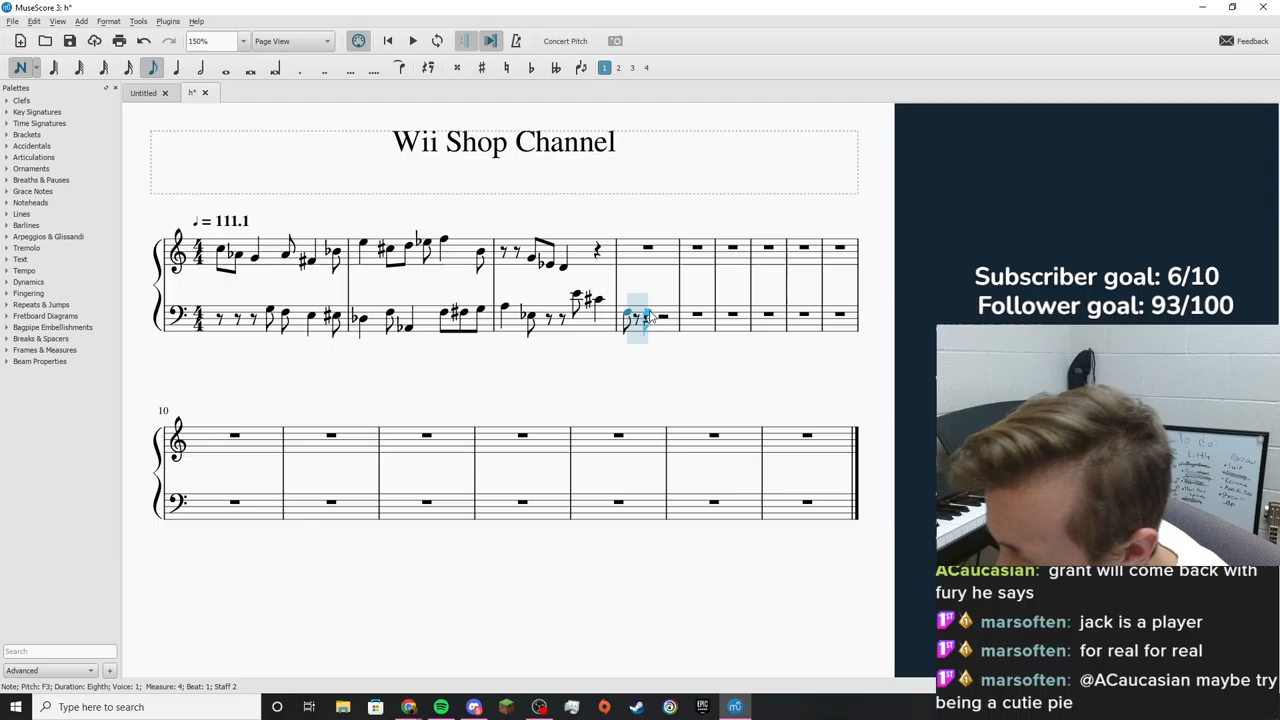 MuseScore 3: h*
File Edit View Add Format Tools Plugins Help
150% Page View Concert Pitch Feedback
1 2 3 4
Palettes
Untitled h*
Clefs
Key Signatures
Time Signatures
Brackets
Accidentals
Articulations
Ornaments
Breaths & Pauses
Grace Notes
Noteheads
Lines
Barlines
Arpeggios & Glissandi
Tremolo
Text
Tempo
Dynamics
Fingering
Repeats & Jumps
Fretboard Diagrams
Bagpipe Embellishments
Breaks & Spacers
Frames & Measures
Beam Properties
Wii Shop Channel
= 111.1
10
Subscriber goal: 6/10
Follower goal: 93/100
ACaucasian: grant will come back with
fury he says
marsoften: jack is a player
marsoften: for real for real
marsoften: @ACaucasian maybe try
being a cutie pie
Search
Advanced
Note; Pitch: F3; Duration: Eighth; Voice: 1; Measure: 4; Beat: 1; Staff 2
Type here to search